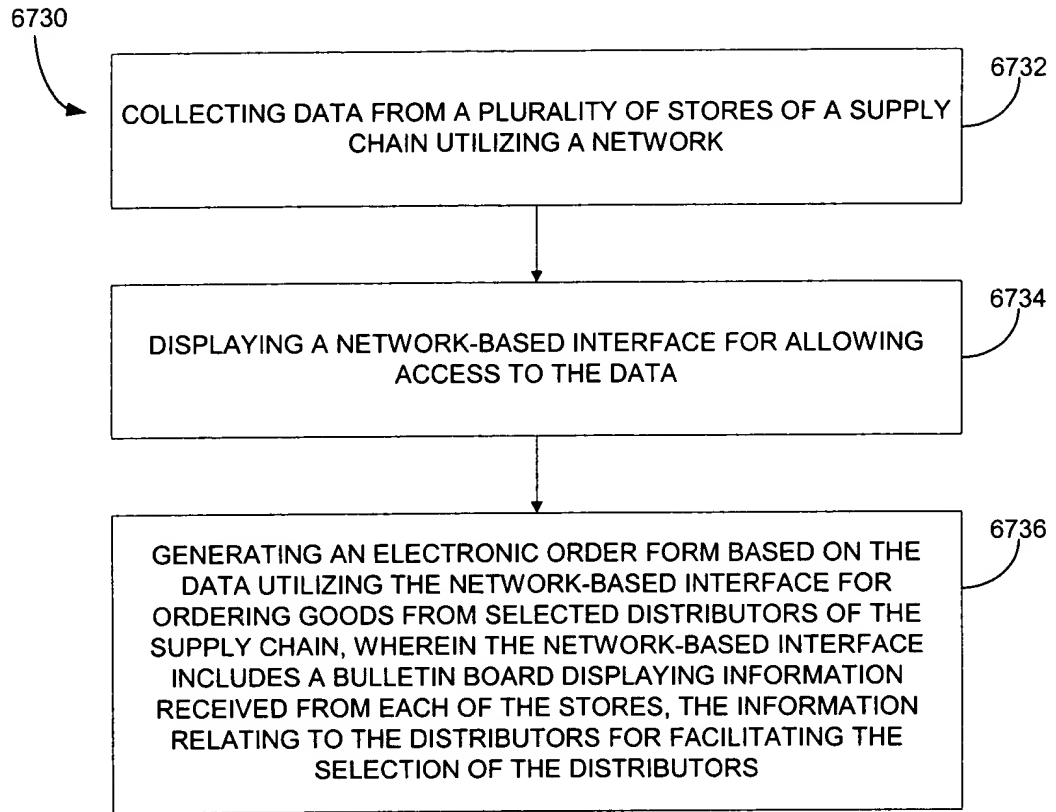 6730
6732
COLLECTING DATA FROM A PLURALITY OF STORES OF A SUPPLY
CHAIN UTILIZING A NETWORK
6734
DISPLAYING A NETWORK-BASED INTERFACE FOR ALLOWING
ACCESS TO THE DATA
6736
GENERATING AN ELECTRONIC ORDER FORM BASED ON THE
DATA UTILIZING THE NETWORK-BASED INTERFACE FOR
ORDERING GOODS FROM SELECTED DISTRIBUTORS OF THE
SUPPLY CHAIN, WHEREIN THE NETWORK-BASED INTERFACE
INCLUDES A BULLETIN BOARD DISPLAYING INFORMATION
RECEIVED FROM EACH OF THE STORES, THE INFORMATION
RELATING TO THE DISTRIBUTORS FOR FACILITATING THE
SELECTION OF THE DISTRIBUTORS